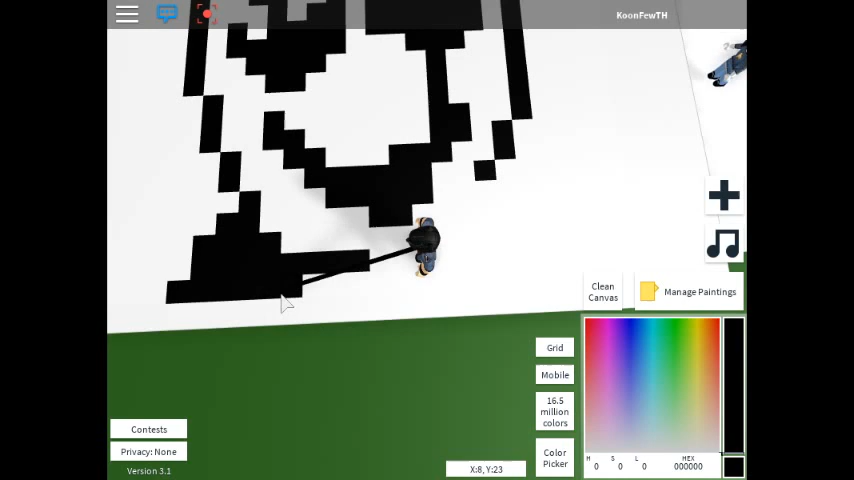 KoonFewTH
Clean
Canvas
Manage Paintings
Grid
Mobile
16.5
million
colors
Color
Picker
H S L HEX
0 0 0 000000
Contests
Privacy: None
Version 3.1
X:8, Y:23